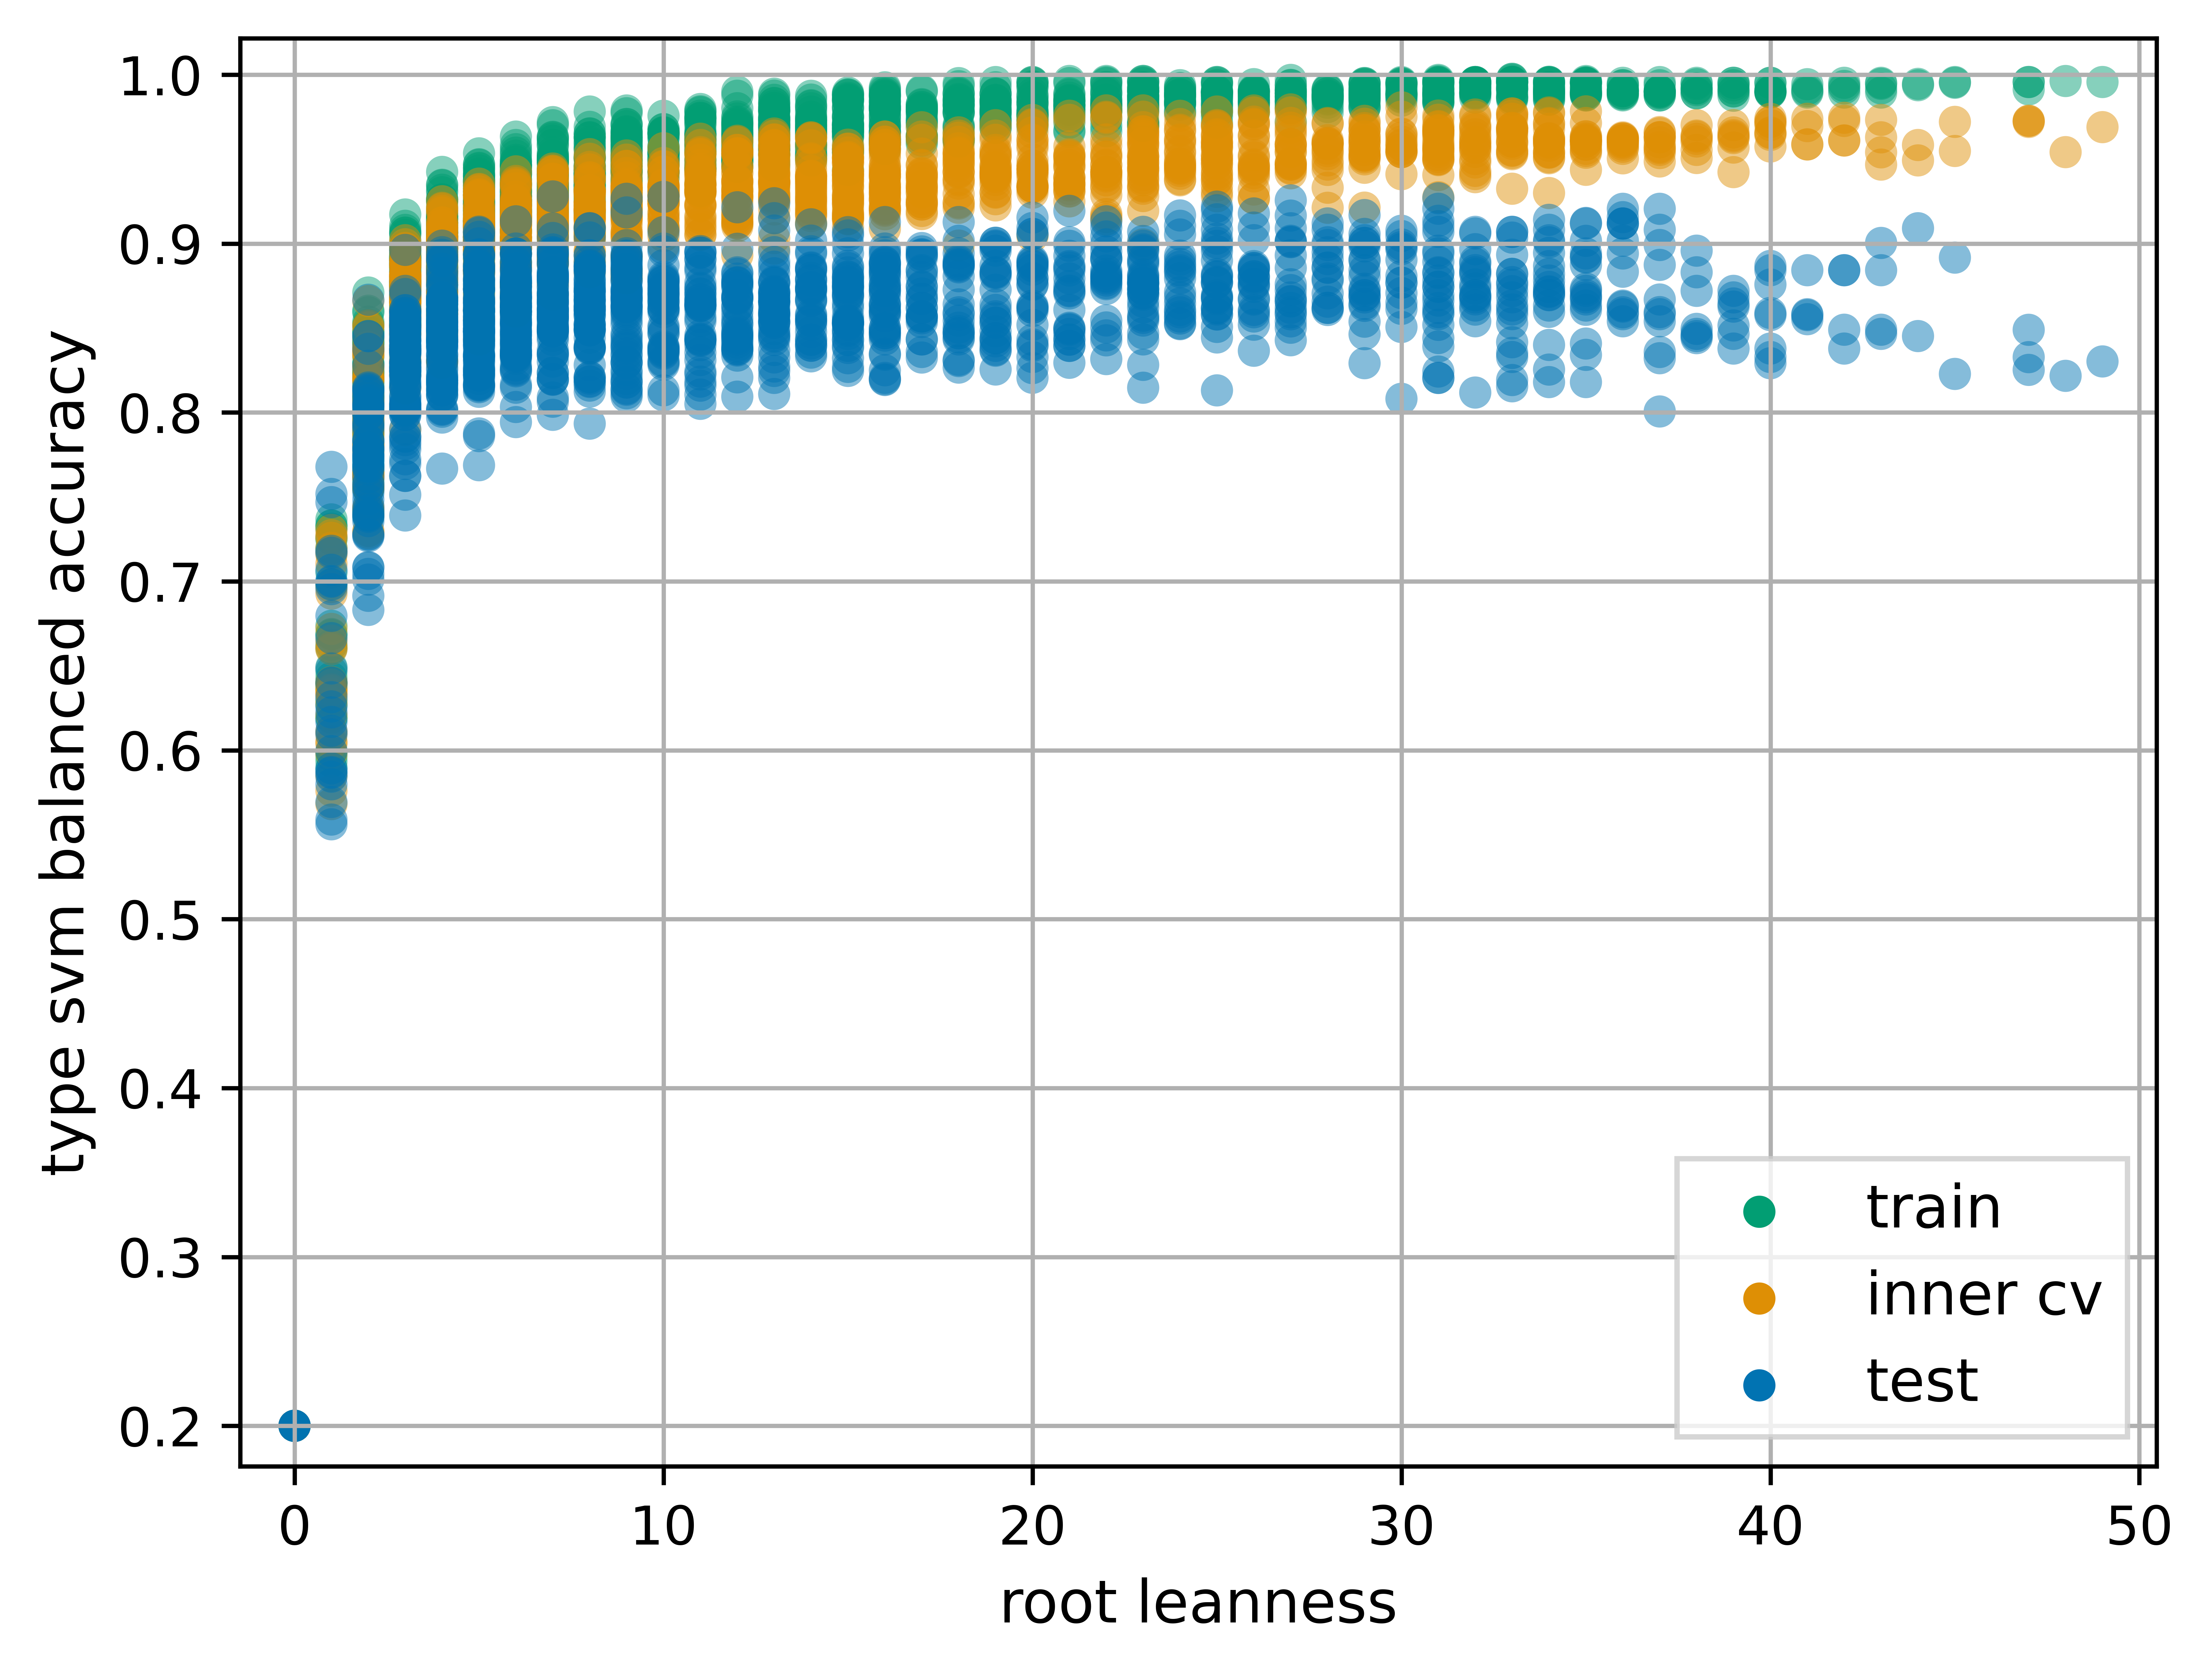 1.0
0.9
0.8
0.7
0.6
0.5
0.4
0.3
0.2
type svm balanced accuracy
train
inner cv
test
0 10 20 30 40 50
root leanness